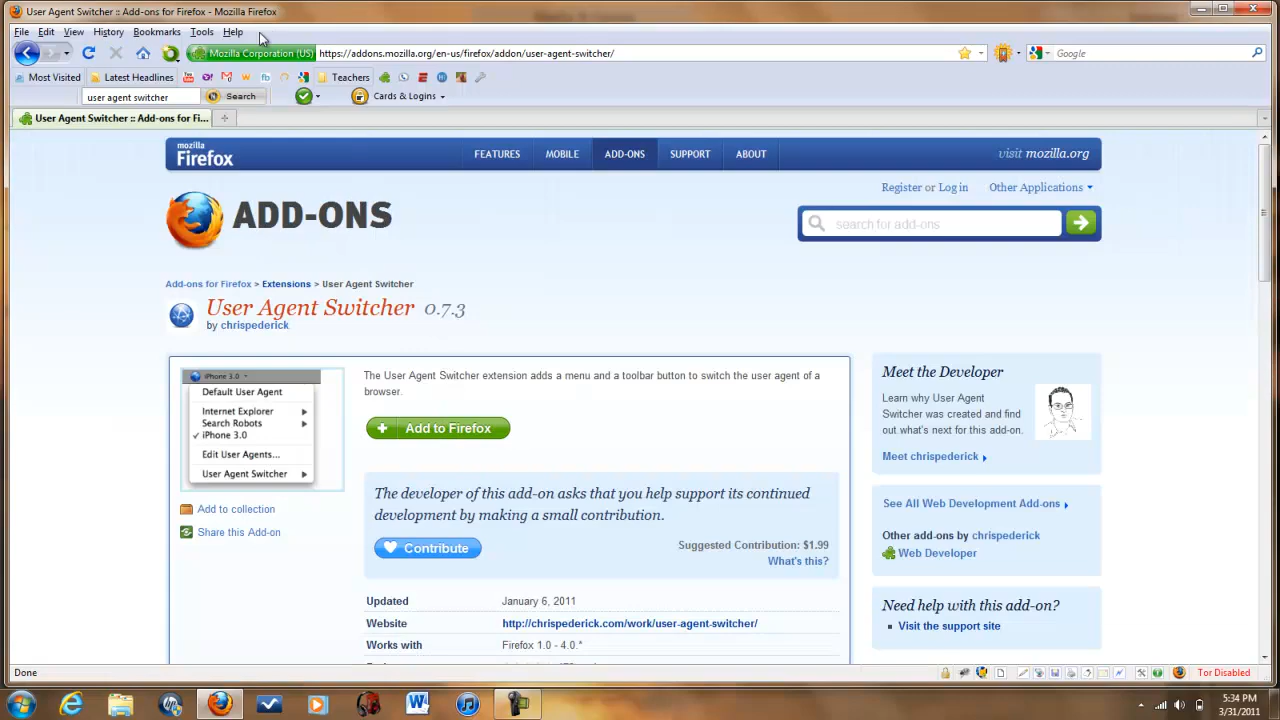 User Agent Switcher :: Add-ons for Firefox - Mozilla Firefox
File Edit View History Bookmarks Tools Help
Mozilla Corporation (US) https://addons.mozilla.org/en-us/firefox/addon/user-agent-switcher/
Google
Most Visited Latest Headlines Teachers
user agent switcher Search Cards & Logins
User Agent Switcher :: Add-ons for Fi...
mozilla
Firefox
FEATURES MOBILE ADD-ONS SUPPORT ABOUT
visit mozilla.org
Register or Log in Other Applications
ADD-ONS
search for add-ons
Add-ons for Firefox > Extensions > User Agent Switcher
User Agent Switcher 0.7.3
by chrispederick
iPhone 3.0
Default User Agent
Internet Explorer
Search Robots
✓ iPhone 3.0
Edit User Agents...
User Agent Switcher
Add to collection
Share this Add-on
The User Agent Switcher extension adds a menu and a toolbar button to switch the user agent of a
browser.
Add to Firefox
The developer of this add-on asks that you help support its continued
development by making a small contribution.
Contribute
Suggested Contribution: $1.99
What's this?
Updated January 6, 2011
Website http://chrispederick.com/work/user-agent-switcher/
Works with Firefox 1.0 - 4.0.*
Meet the Developer
Learn why User Agent
Switcher was created and find
out what's next for this add-on.
Meet chrispederick
See All Web Development Add-ons
Other add-ons by chrispederick
Web Developer
Need help with this add-on?
Visit the support site
Done
Tor Disabled
5:34 PM
3/31/2011